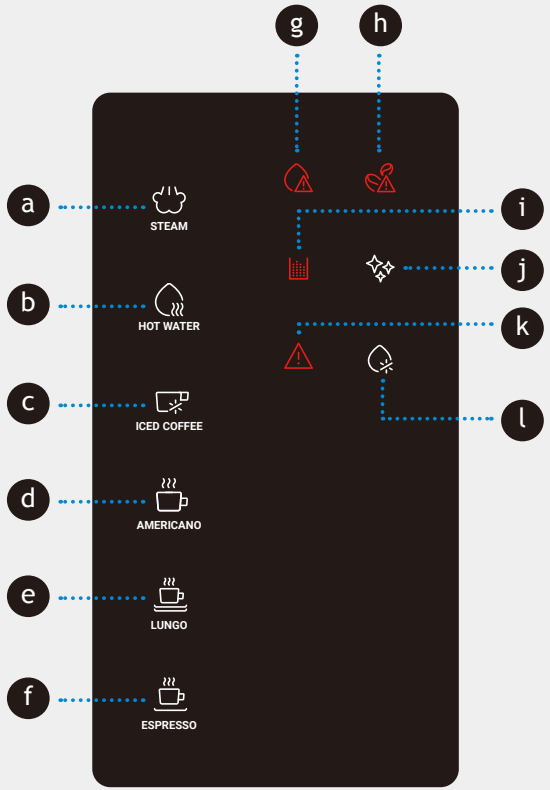 g
h
a
STEAM
i
j
b
HOT WATER
k
c
ICED COFFEE
l
d
AMERICANO
e
LUNGO
f
ESPRESSO